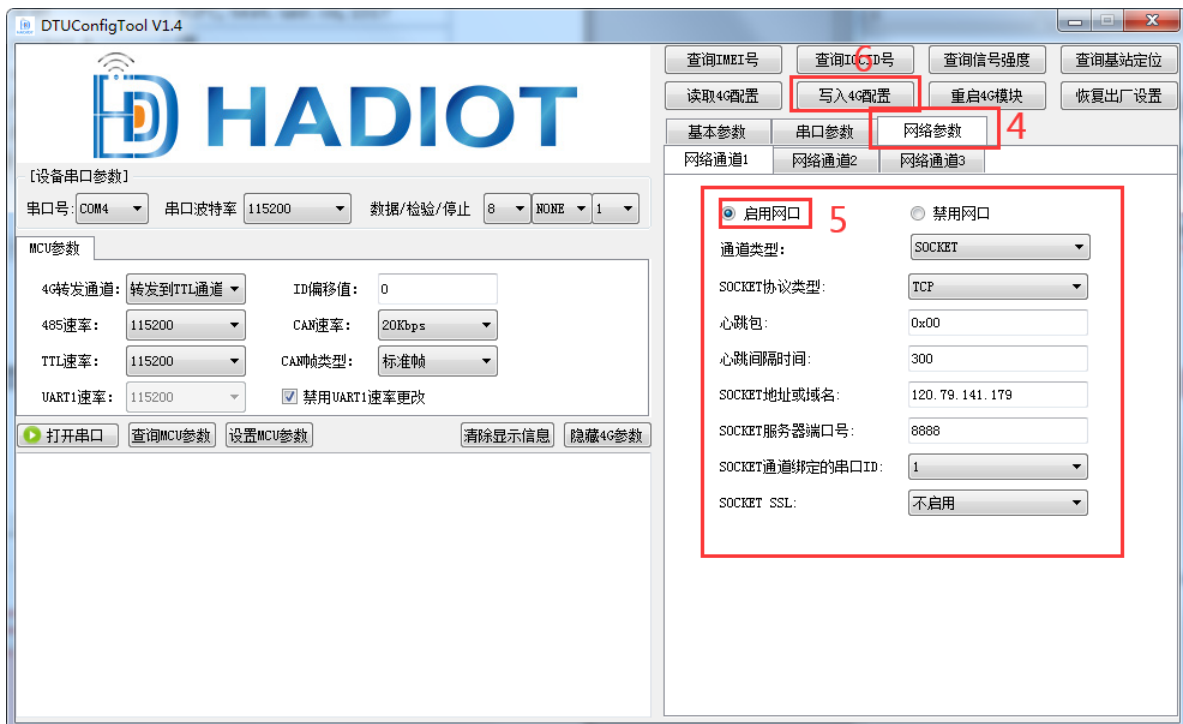 DTUConfigTool V1.4
HADIOT
[设备串口参数]
串口号: COM4 串口波特率 115200 数据/检验/停止 8 NONE 1
MCU参数
4G转发通道: 转发到TTL通道 ID偏移值: 0
485速率: 115200 CAN速率: 20Kbps
TTL速率: 115200 CAN帧类型: 标准帧
UART1速率: 115200 禁用UART1速率更改
打开串口 查询MCU参数 设置MCU参数 清除显示信息 隐藏4G参数
查询IMEI号 查询ICCID号 查询信号强度 查询基站定位
6
读取4G配置 写入4G配置 重启4G模块 恢复出厂设置
基本参数 串口参数 网络参数 4
网络通道1 网络通道2 网络通道3
启用网口 5 禁用网口
通道类型: SOCKET
SOCKET协议类型: TCP
心跳包: 0x00
心跳间隔时间: 300
SOCKET地址或域名: 120.79.141.179
SOCKET服务器端口号: 8888
SOCKET通道绑定的串口ID: 1
SOCKET SSL: 不启用